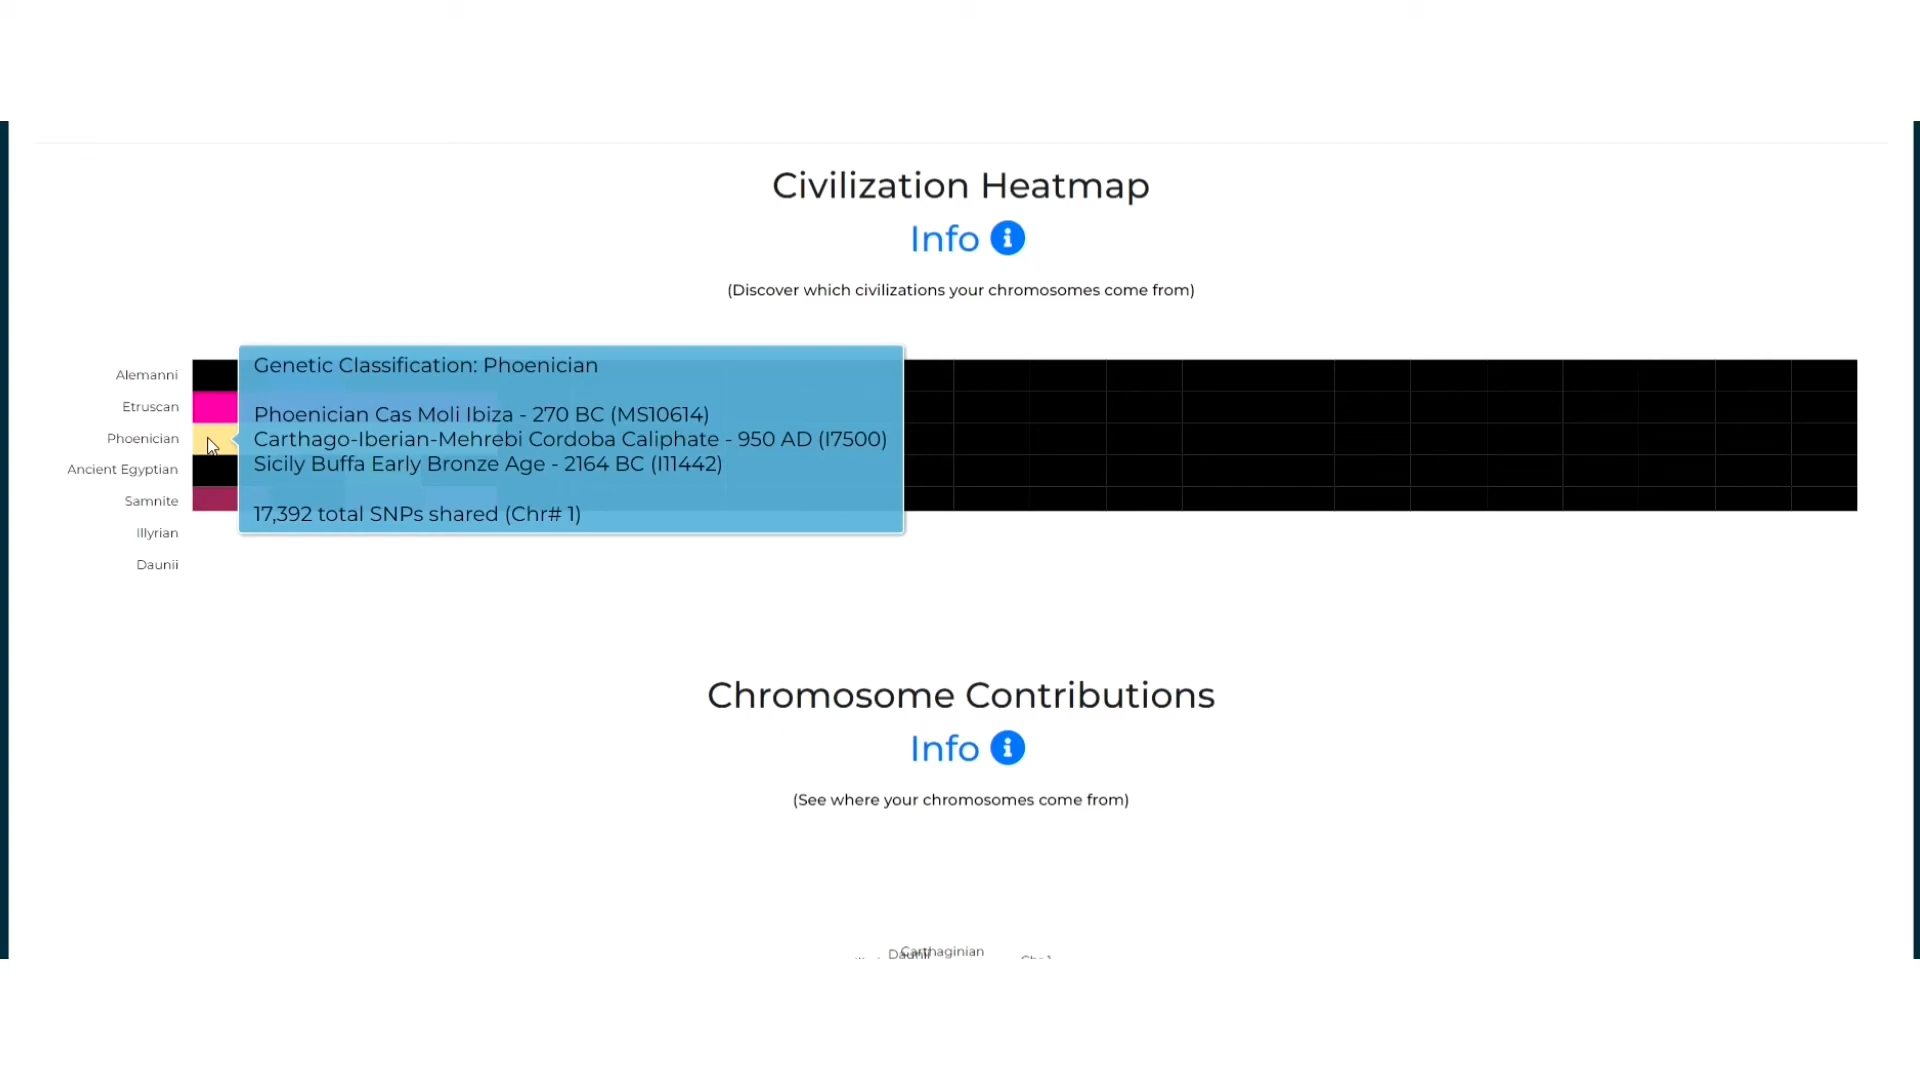 Civilization Heatmap
Info
(Discover which civilizations your chromosomes come from)
Alemanni
Etruscan
Phoenician
Ancient Egyptian
Samnite
Illyrian
Daunii
Genetic Classification: Phoenician
Phoenician Cas Moli Ibiza - 270 BC (MS10614)
Carthago-Iberian-Mehrebi Cordoba Caliphate - 950 AD (I7500)
Sicily Buffa Early Bronze Age - 2164 BC (I11442)
17,392 total SNPs shared (Chr# 1)
Chromosome Contributions
Info
(See where your chromosomes come from)
Carthaginian
Daunii